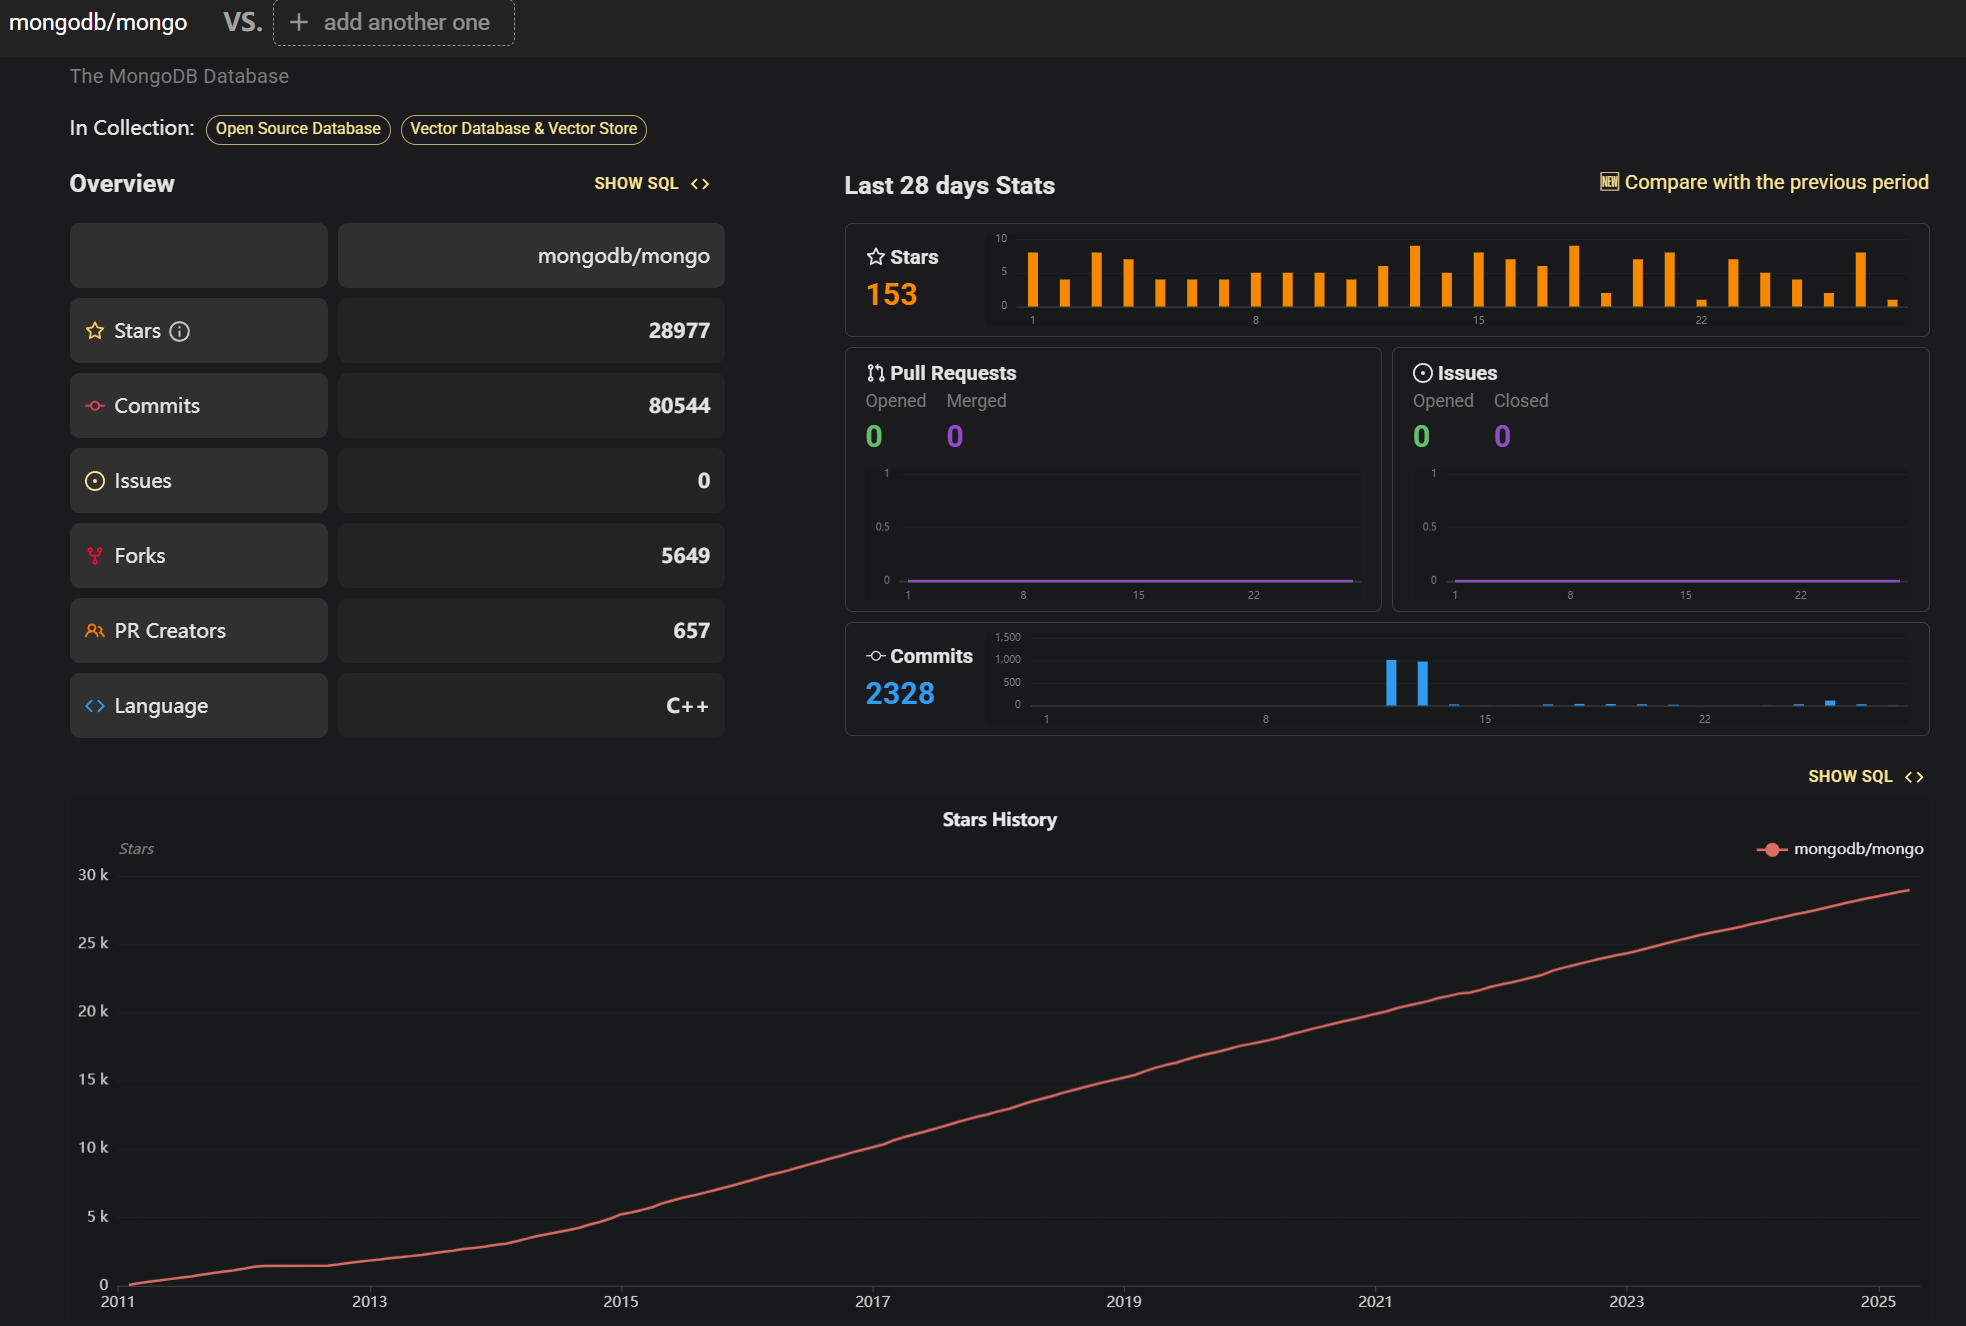 mongodb/mongo VS. + add another one
The MongoDB Database
In Collection: Open Source Database Vector Database & Vector Store
Overview SHOW SQL <>
mongodb/mongo
Stars 28977
Commits 80544
Issues 0
Forks 5649
PR Creators 657
Language C++
Last 28 days Stats NEW Compare with the previous period
Stars
153
10
5
0
1 8 15 22
Pull Requests
Opened Merged
0 0
1
0.5
0
1 8 15 22
Issues
Opened Closed
0 0
1
0.5
0
1 8 15 22
Commits
2328
1,500
1,000
500
0
1 8 15 22
SHOW SQL <>
Stars History
Stars
mongodb/mongo
30 k
25 k
20 k
15 k
10 k
5 k
0
2011 2013 2015 2017 2019 2021 2023 2025